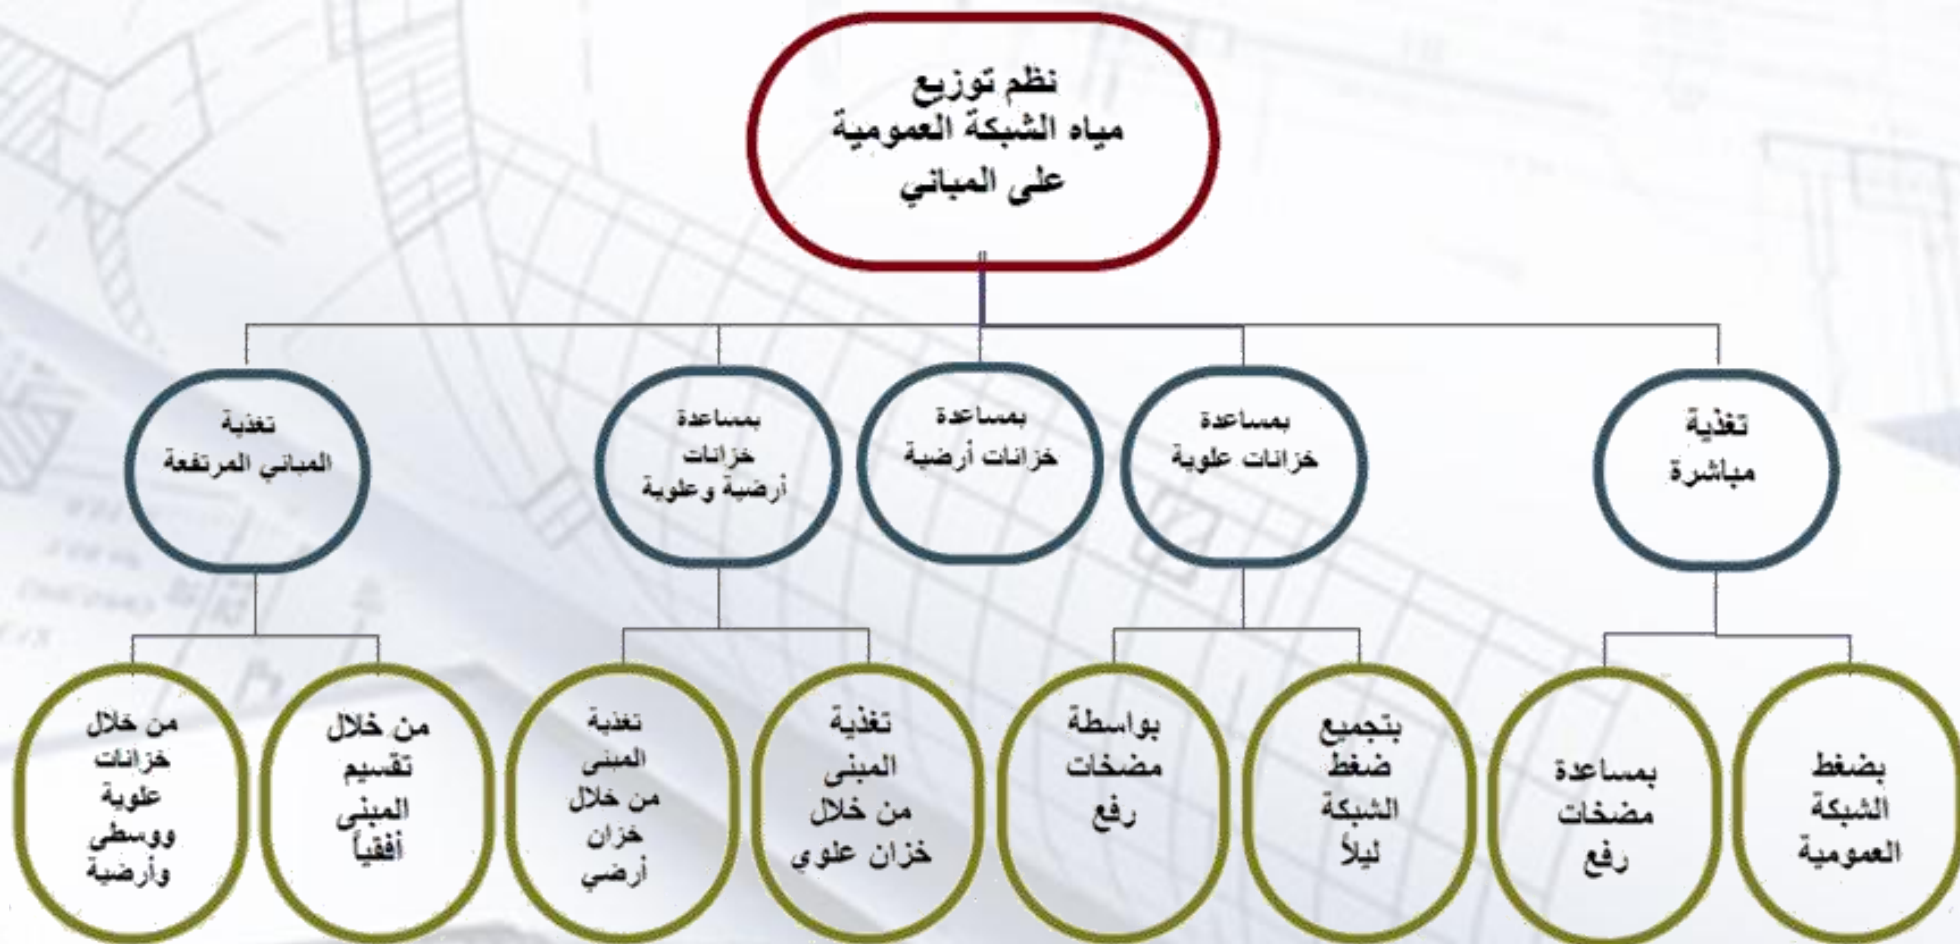 نظم توزيع
مياه الشبكة العمومية
على المباني
تغذية
مباشرة
بمساعدة
خزانات علوية
بمساعدة
خزانات أرضية
بمساعدة
خزانات
أرضية وعلوية
تغذية
المباني المرتفعة
بضغط
الشبكة
العمومية
بمساعدة
مضخات
رفع
بتجميع
ضغط
الشبكة
ليلاً
بواسطة
مضخات
رفع
تغذية
المبنى
من خلال
خزان علوي
تغذية
المبنى
من خلال
خزان
أرضي
من خلال
تقسيم
المبنى
أفقياً
من خلال
خزانات
علوية
ووسطى
وأرضية